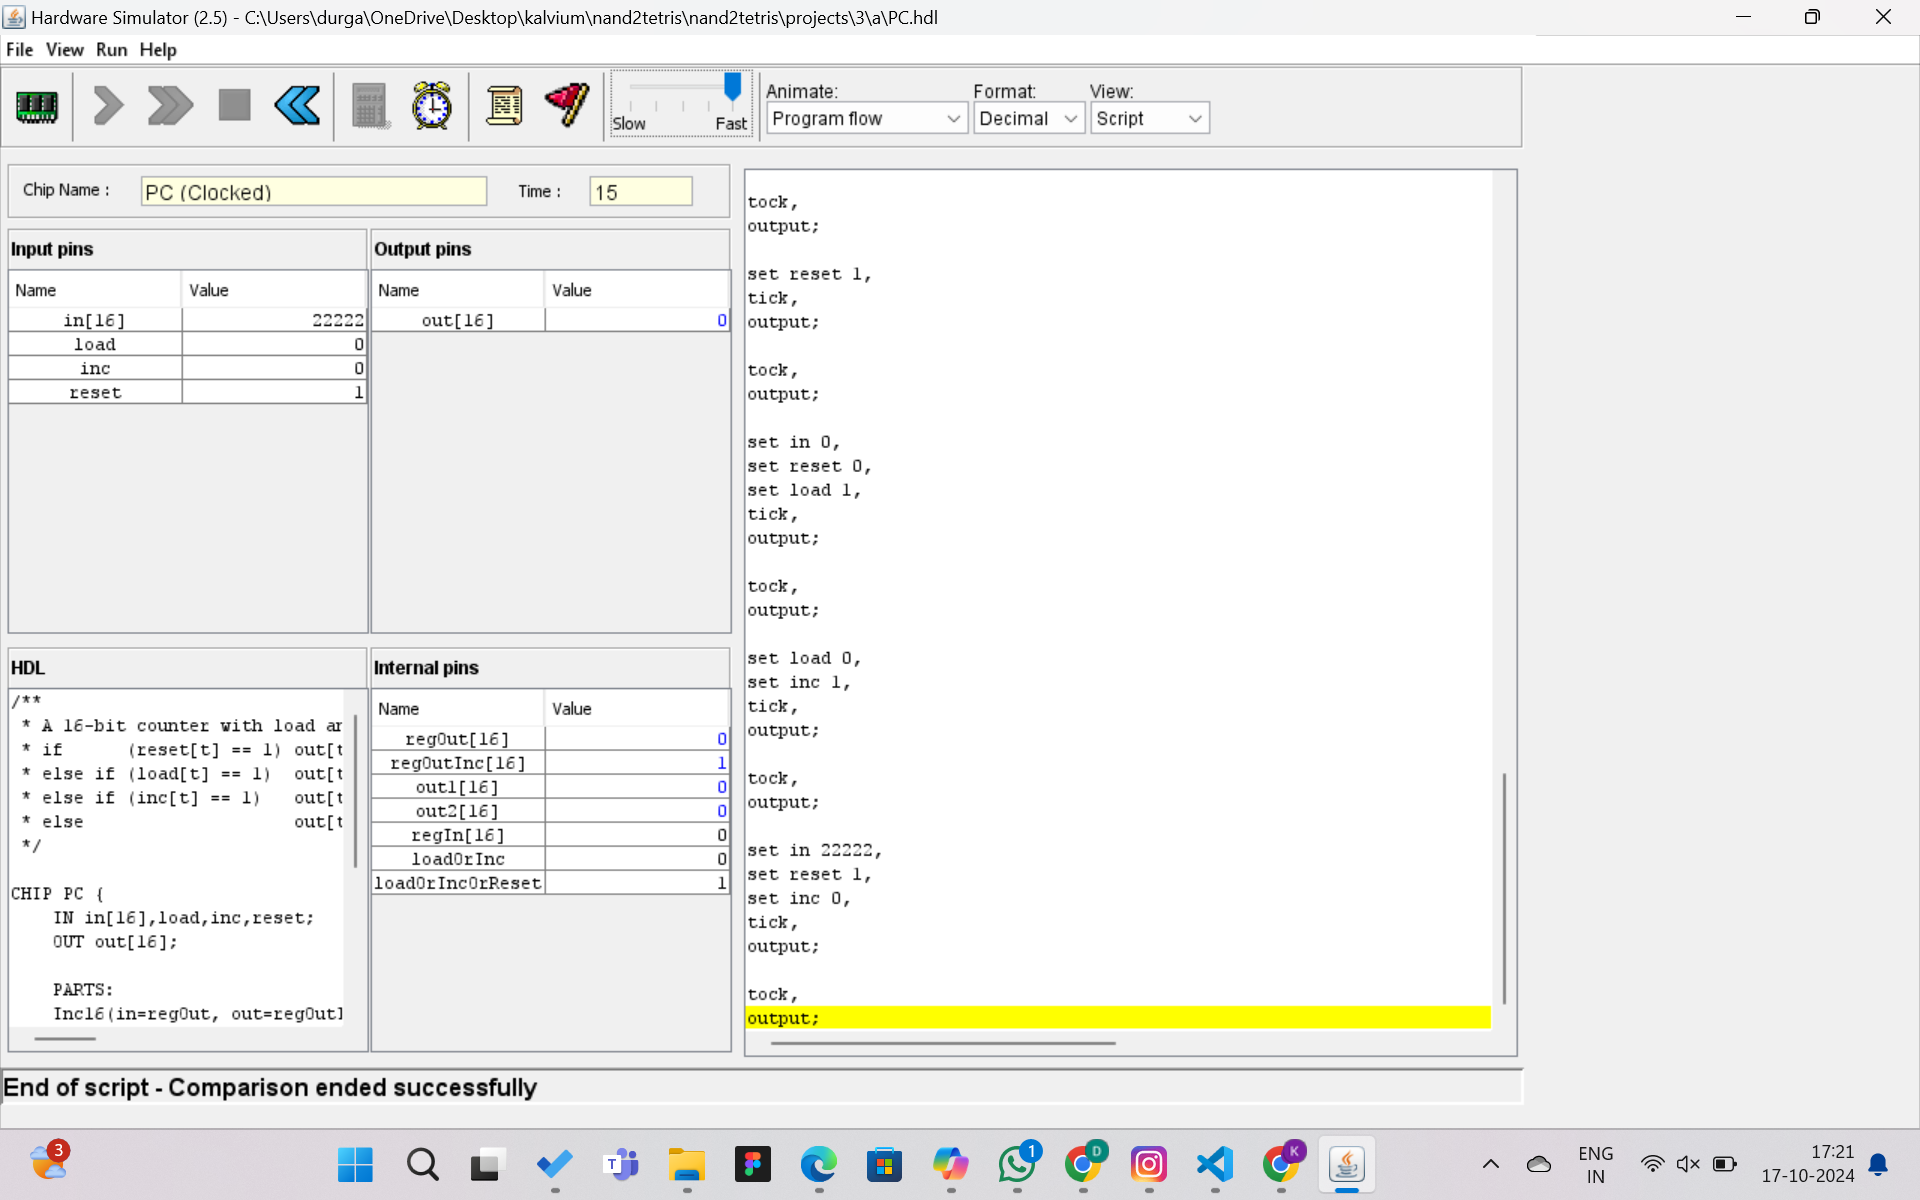 Hardware Simulator (2.5) - C:\Users\durga\OneDrive\Desktop\kalvium\nand2tetris\nand2tetris\projects\3\a\PC.hdl
File View Run Help
Slow Fast
Animate: Format: View:
Program flow Decimal Script
Chip Name : PC (Clocked) Time : 15
Input pins
Name Value
in[16] 22222
load 0
inc 0
reset 1
Output pins
Name Value
out[16] 0
HDL
/**
* A 16-bit counter with load ar
* if (reset[t] == 1) out[t
* else if (load[t] == 1) out[t
* else if (inc[t] == 1) out[t
* else out[t
*/
CHIP PC {
IN in[16],load,inc,reset;
OUT out[16];
PARTS:
Inc16(in=regOut, out=regOutI
Internal pins
Name Value
regOut[16] 0
regOutInc[16] 1
out1[16] 0
out2[16] 0
regIn[16] 0
loadOrInc 0
loadOrIncOrReset 1
tock,
output;
set reset 1,
tick,
output;
tock,
output;
set in 0,
set reset 0,
set load 1,
tick,
output;
tock,
output;
set load 0,
set inc 1,
tick,
output;
tock,
output;
set in 22222,
set reset 1,
set inc 0,
tick,
output;
tock,
output;
End of script - Comparison ended successfully
3
T
1
D
K
ENG
IN
17:21
17-10-2024